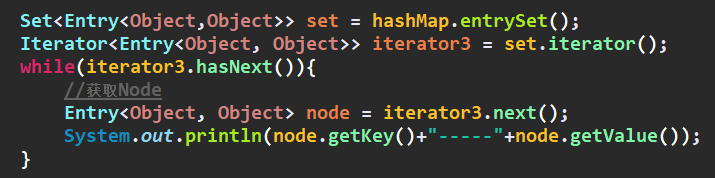 Set<Entry<Object,Object>> set = hashMap.entrySet();
Iterator<Entry<Object, Object>> iterator3 = set.iterator();
while(iterator3.hasNext()){
    //获取Node
    Entry<Object, Object> node = iterator3.next();
    System.out.println(node.getKey()+"-----"+node.getValue());
}